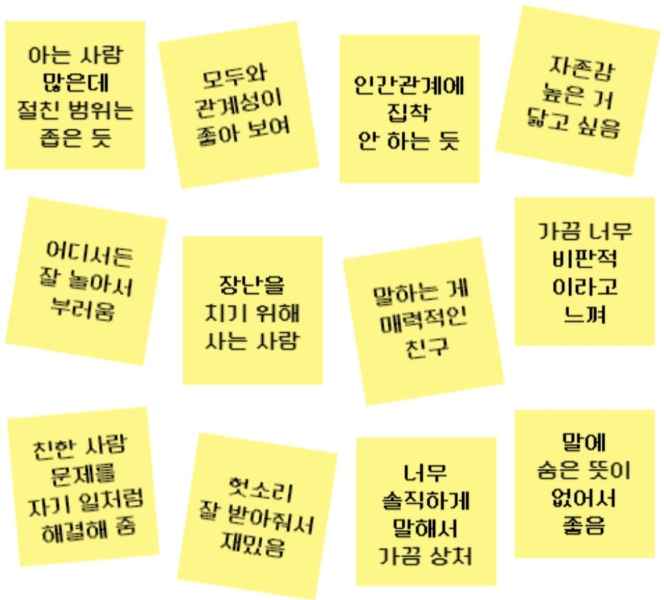 아는 사람
많은데
절친 범위는
좁은 듯
모두와
관계성이
좋아 보여
인간관계에
집착
안 하는 듯
자존감
높은 거
닮고 싶음
어디서든
잘 놀아서
부러움
장난을
치기 위해
사는 사람
말하는 게
매력적인
친구
가끔 너무
비판적
이라고
느껴
친한 사람
문제를
자기 일처럼
해결해 줌
헛소리
잘 받아줘서
재밌음
너무
솔직하게
말해서
가끔 상처
말에
숨은 뜻이
없어서
좋음